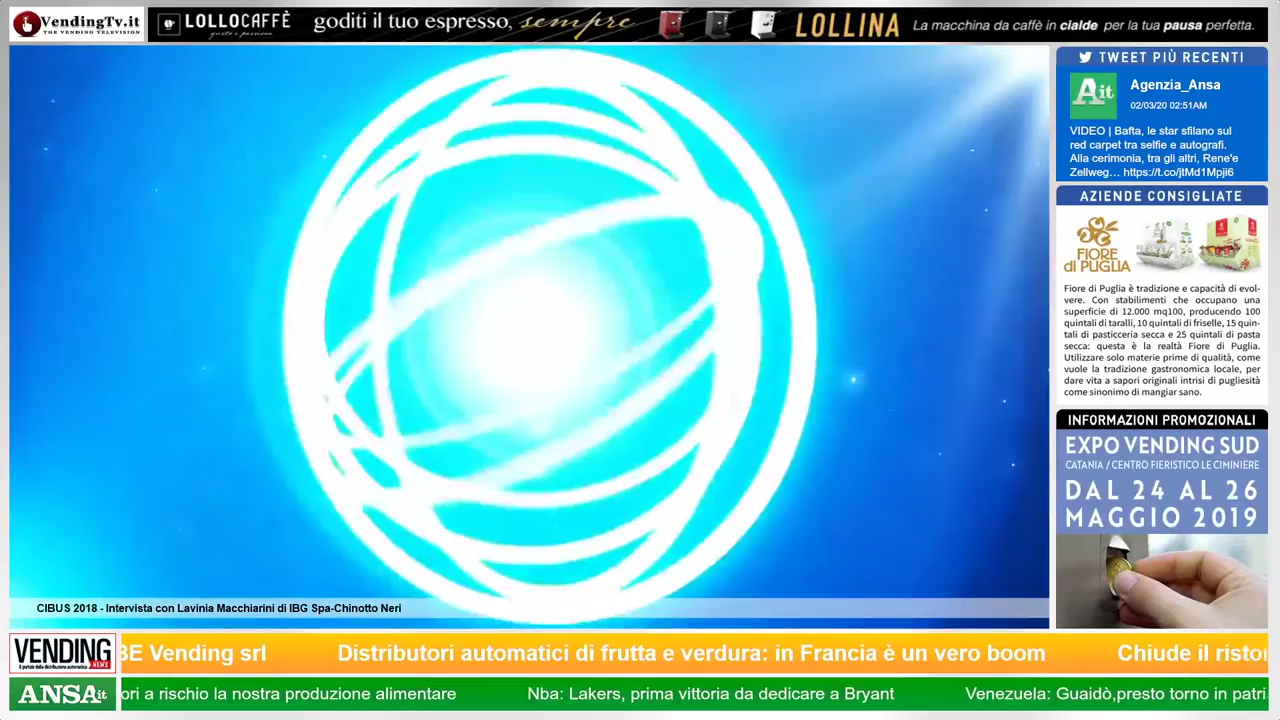 VendingTv.it
THE VENDING TELEVISION
LOLLOCAFFÈ
gusto e passione
goditi il tuo espresso, sempre
LOLLINA
La macchina da caffè in cialde per la tua pausa perfetta.
TWEET PIÙ RECENTI
Ait
Agenzia_Ansa
02/03/20 02:51AM
VIDEO | Bafta, le star sfilano sul
red carpet tra selfie e autografi.
Alla cerimonia, tra gli altri, Rene'e
Zellweg… https://t.co/jtMd1Mpji6
AZIENDE CONSIGLIATE
FIORE
di PUGLIA
Fiore di Puglia è tradizione e capacità di evol-
vere. Con stabilimenti che occupano una
superficie di 12.000 mq100, producendo 100
quintali di taralli, 10 quintali di friselle, 15 quin-
tali di pasticceria secca e 25 quintali di pasta
secca: questa è la realtà Fiore di Puglia.
Utilizzare solo materie prime di qualità, come
vuole la tradizione gastronomica locale, per
dare vita a sapori originali intrisi di pugliesità
come sinonimo di mangiar sano.
INFORMAZIONI PROMOZIONALI
EXPO VENDING SUD
CATANIA / CENTRO FIERISTICO LE CIMINIERE
DAL 24 AL 26
MAGGIO 2019
CIBUS 2018 - Intervista con Lavinia Macchiarini di IBG Spa-Chinotto Neri
VENDING
il portale della distribuzione automatica NEWS
BE Vending srl Distributori automatici di frutta e verdura: in Francia è un vero boom Chiude il ristor
ANSAit
ori a rischio la nostra produzione alimentare Nba: Lakers, prima vittoria da dedicare a Bryant Venezuela: Guaidò,presto torno in patri